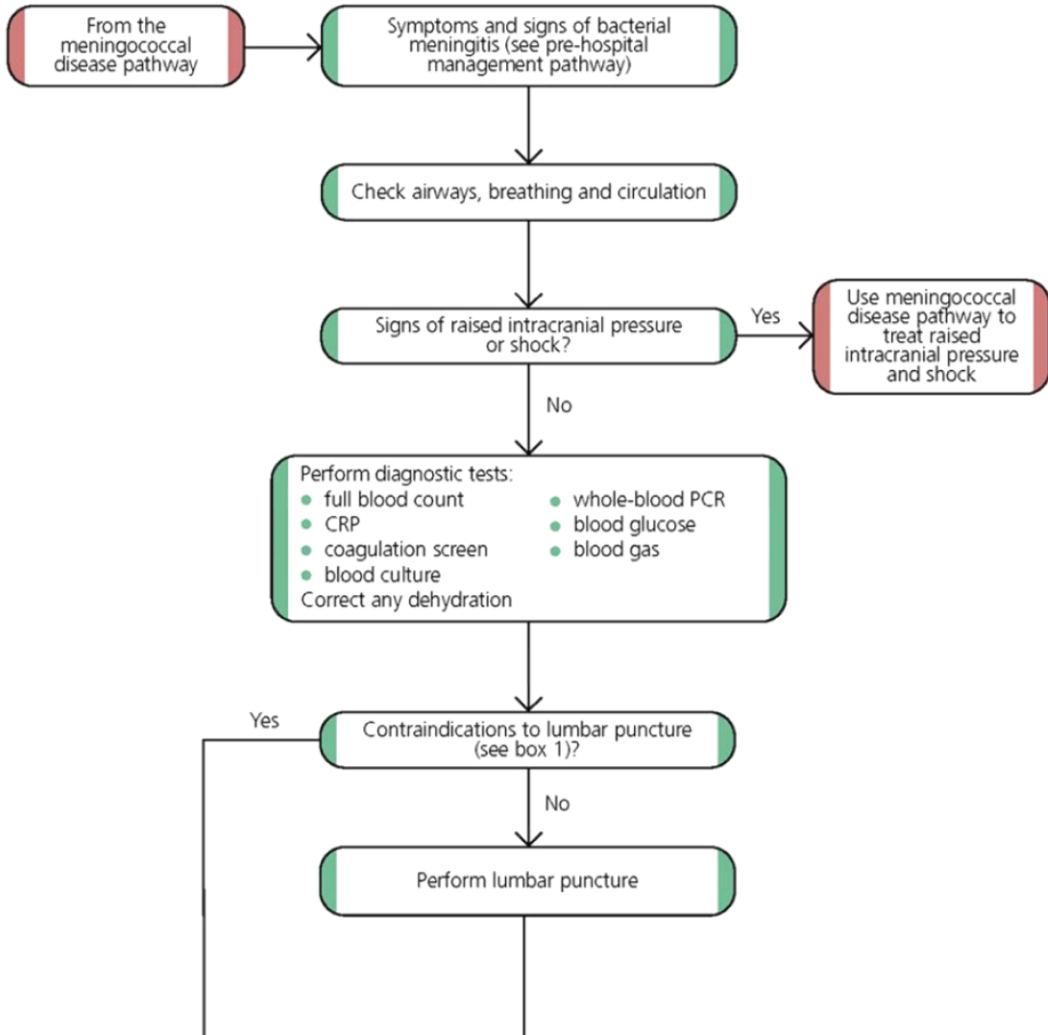 From the
meningococcal
disease pathway
Symptoms and signs of bacterial
meningitis (see pre-hospital
management pathway)
Check airways, breathing and circulation
Signs of raised intracranial pressure
or shock?
Yes
Use meningococcal
disease pathway to
treat raised
intracranial pressure
and shock
No
Perform diagnostic tests:
• full blood count
• CRP
• coagulation screen
• blood culture
• whole-blood PCR
• blood glucose
• blood gas
Correct any dehydration
Yes
Contraindications to lumbar puncture
(see box 1)?
No
Perform lumbar puncture